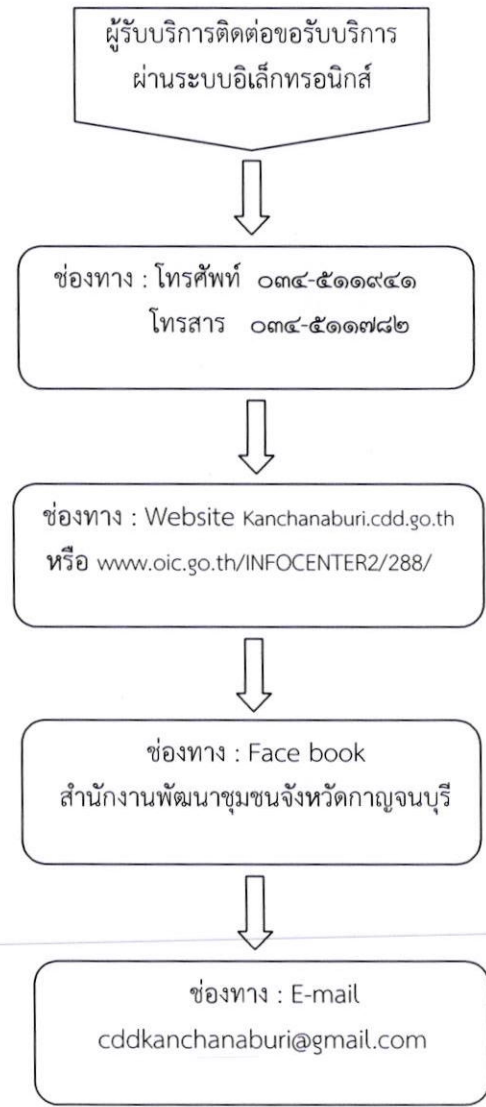 ผู้รับบริการติดต่อขอรับบริการ
ผ่านระบบอิเล็กทรอนิกส์
ช่องทาง : โทรศัพท์ ๐๓๔-๕๑๑๙๔๑
โทรสาร ๐๓๔-๕๑๑๗๘๒
ช่องทาง : Website Kanchanaburi.cdd.go.th
หรือ www.oic.go.th/INFOCENTER2/288/
ช่องทาง : Face book
สำนักงานพัฒนาชุมชนจังหวัดกาญจนบุรี
ช่องทาง : E-mail
cddkanchanaburi@gmail.com